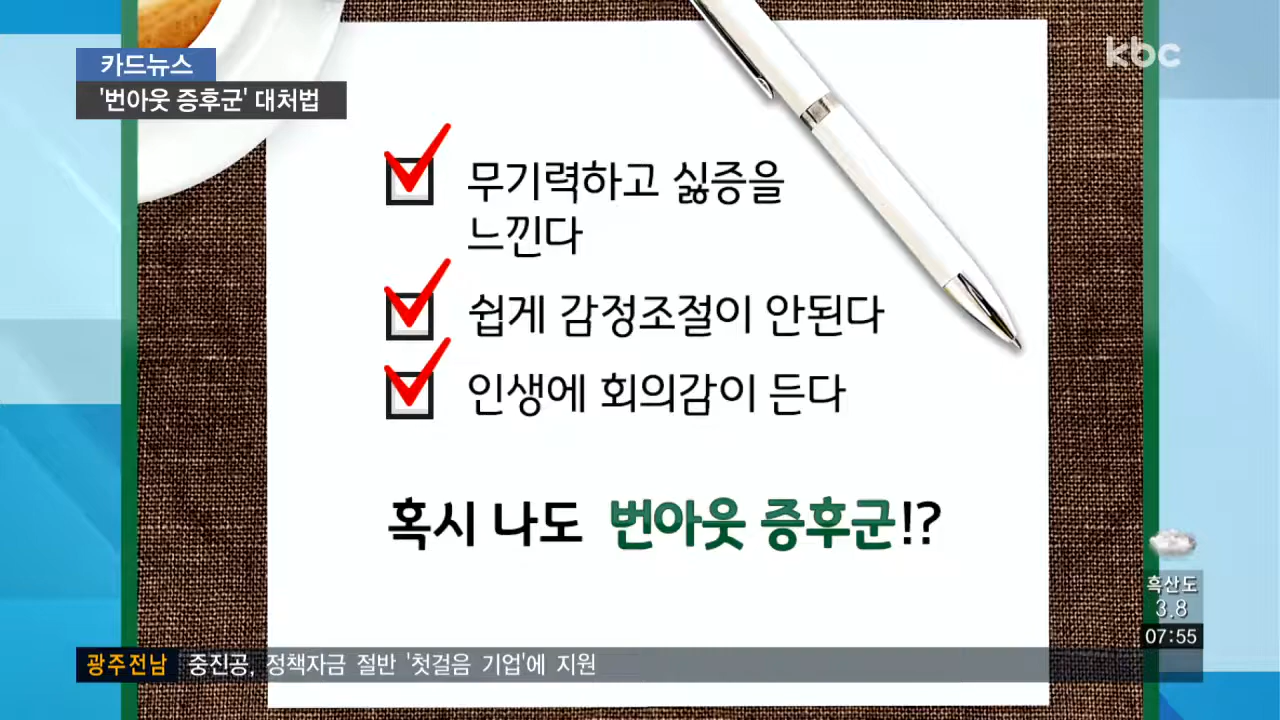 카드뉴스
kbc
'번아웃 증후군' 대처법
무기력하고 싫증을
느낀다
쉽게 감정조절이 안된다
인생에 회의감이 든다
혹시 나도 번아웃 증후군!?
흑산도
3.8
07:55
광주전남 중진공, 정책자금 절반 '첫걸음 기업'에 지원